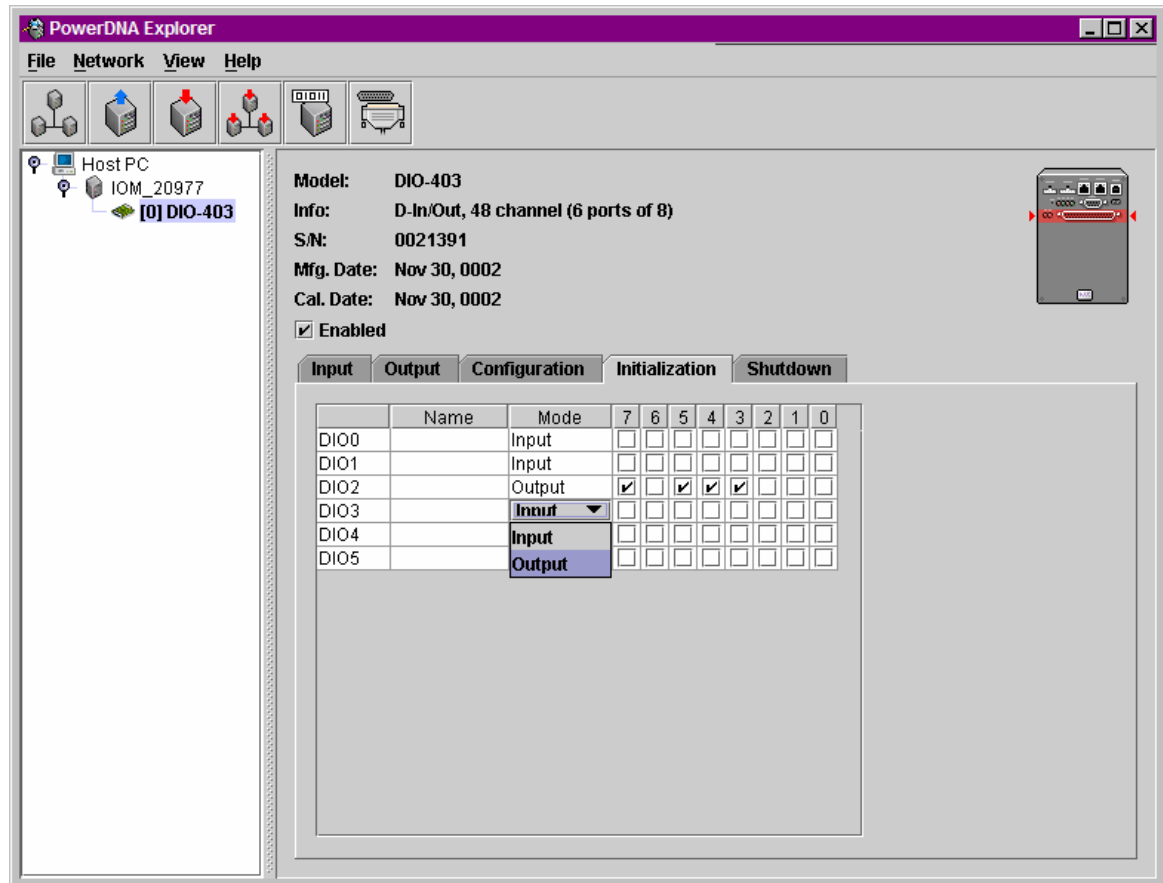 PowerDNA Explorer
File Network View Help
Host PC
IOM_20977
[0] DIO-403
Model: DIO-403
Info: D-In/Out, 48 channel (6 ports of 8)
S/N: 0021391
Mfg. Date: Nov 30, 0002
Cal. Date: Nov 30, 0002
Enabled
Input Output Configuration Initialization Shutdown
Name Mode 7 6 5 4 3 2 1 0
DIO0 Input
DIO1 Input
DIO2 Output
DIO3 Input
DIO4 Input
DIO5 Output